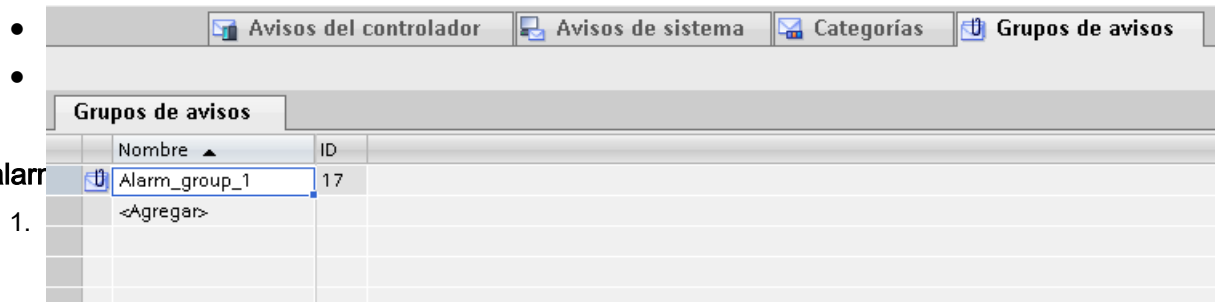 Avisos del controlador Avisos de sistema Categorías Grupos de avisos
Grupos de avisos
Nombre ID
Alarm_group_1 17
<Agregar>
1.